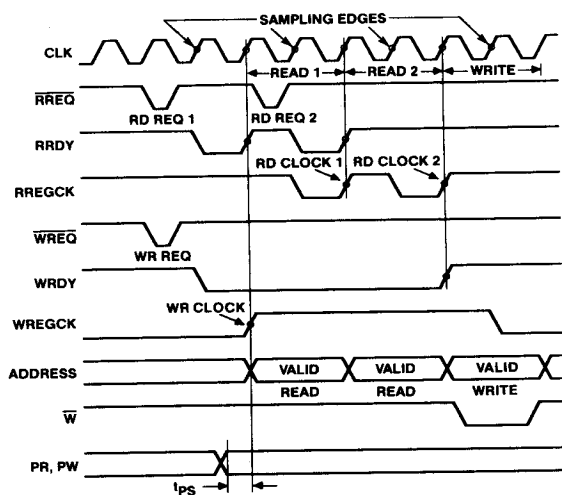 SAMPLING EDGES
CLK
READ 1 READ 2 WRITE
RREQ
RD REQ 1 RD REQ 2
RRDY
RD CLOCK 1 RD CLOCK 2
RREGCK
WREQ
WR REQ
WRDY
WR CLOCK
WREGCK
ADDRESS VALID VALID VALID
READ READ WRITE
W
PR, PW
tPS